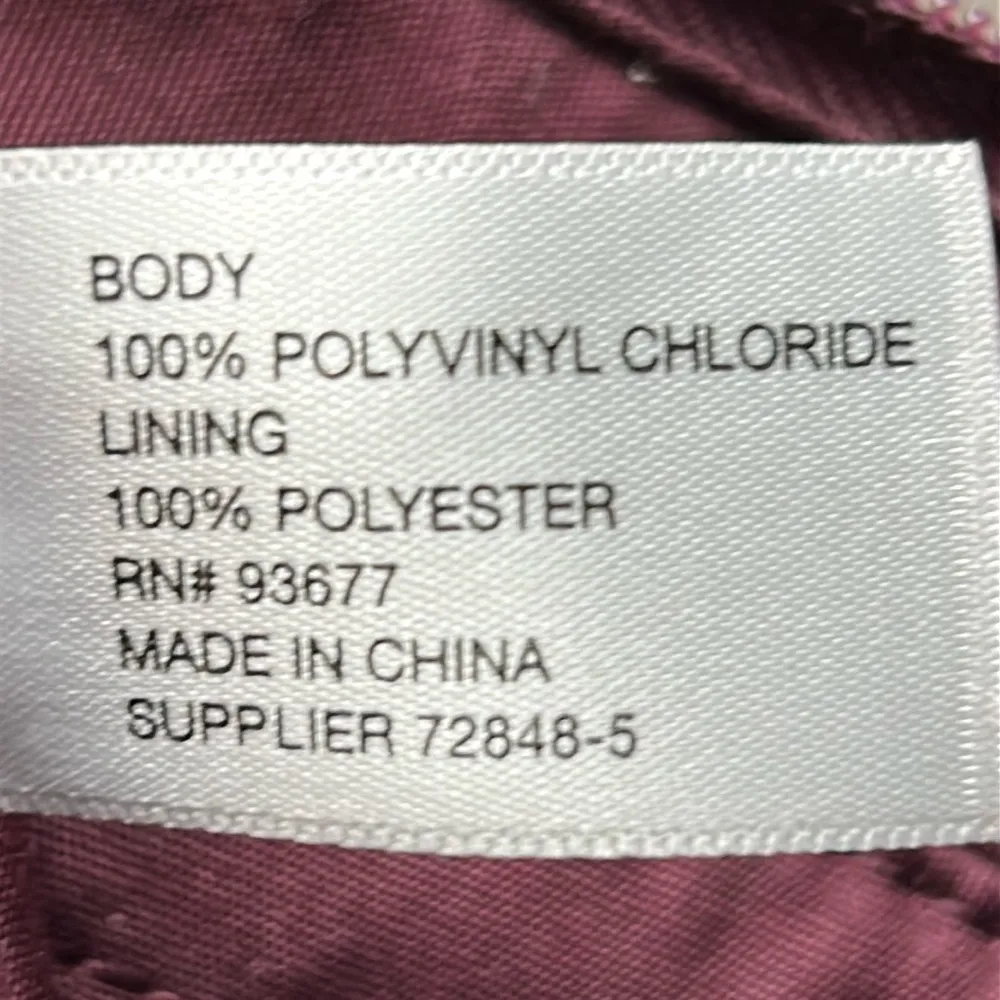 BODY
100% POLYVINYL CHLORIDE
LINING
100% POLYESTER
RN# 93677
MADE IN CHINA
SUPPLIER 72848-5